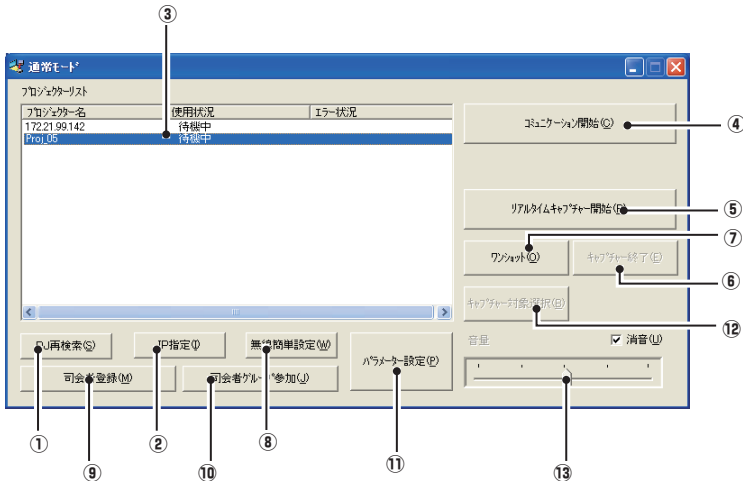 ③
通常モード
プロジェクターリスト
プロジェクター名 使用状況 エラー状況
172.21.99.142 待機中
Proj_05 待機中
コミュニケーション開始(C)
④
リアルタイムキャプチャー開始(R)
⑤
⑦
ワンショット(O)
キャプチャー終了(E)
⑥
キャプチャー対象選択(B)
⑫
PJ再検索(S)
IP指定(I)
無線簡単設定(W)
パラメーター設定(P)
音量
消音(U)
司会者登録(M)
司会者グループ参加(J)
①
②
⑧
⑨
⑩
⑪
⑬